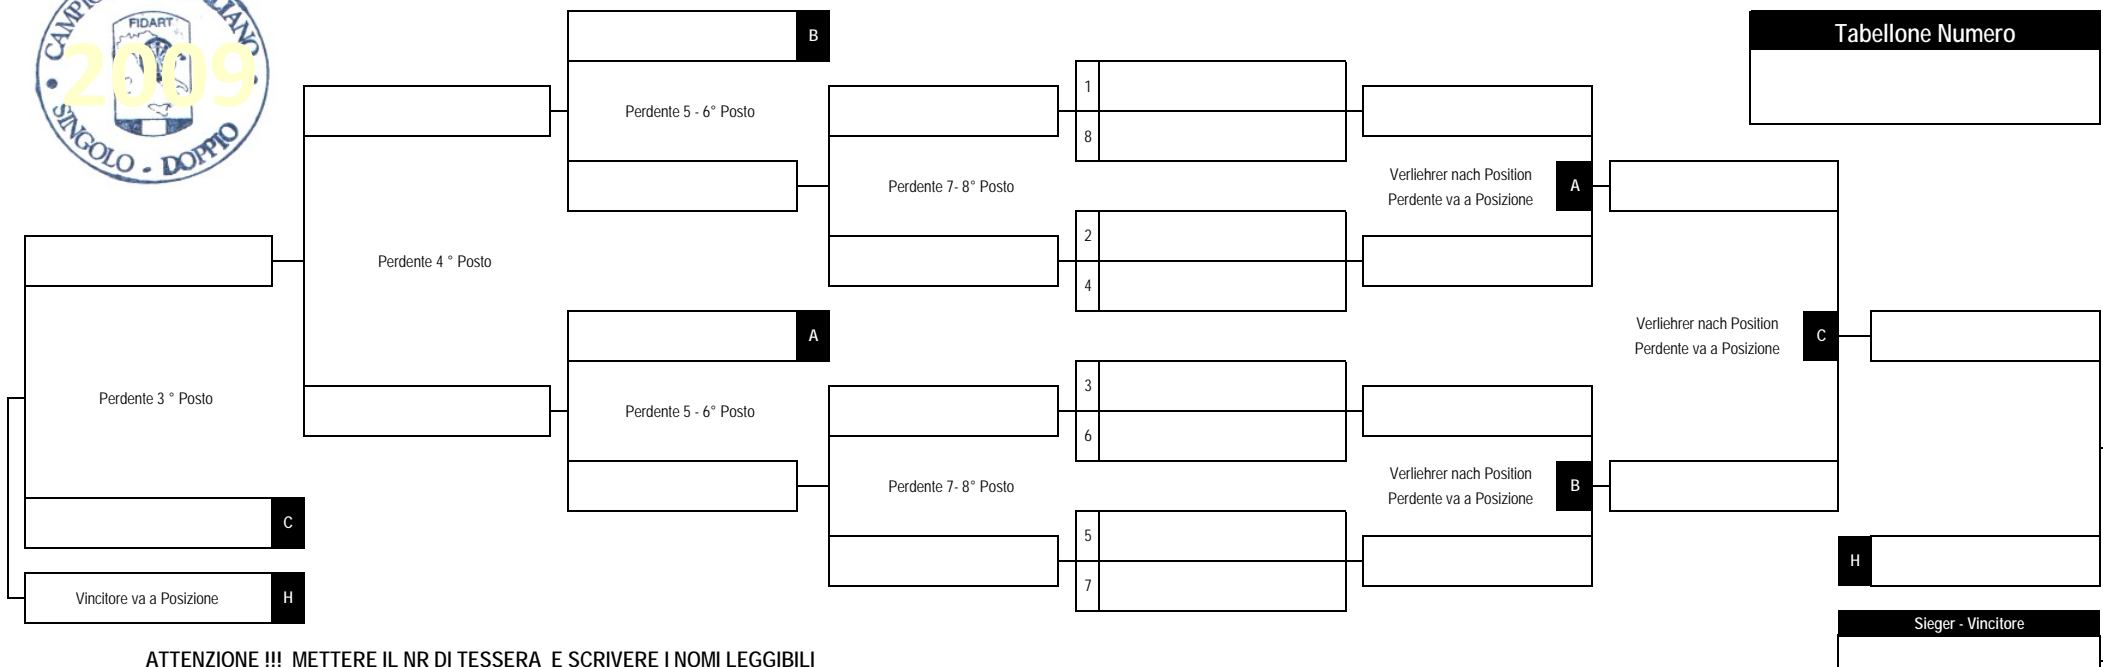 FIDART
2009
SINGOLO - DOPPIO
Tabellone Numero
B
Perdente 5 - 6° Posto
1
8
Verliehrer nach Position
Perdente va a Posizione
A
Perdente 7- 8° Posto
2
4
Perdente 4 ° Posto
A
Verliehrer nach Position
Perdente va a Posizione
C
Perdente 3 ° Posto
Perdente 5 - 6° Posto
3
6
Perdente 7- 8° Posto
Verliehrer nach Position
Perdente va a Posizione
B
5
7
C
H
Vincitore va a Posizione
H
Sieger - Vincitore
ATTENZIONE !!! METTERE IL NR DI TESSERA E SCRIVERE I NOMI LEGGIBILI